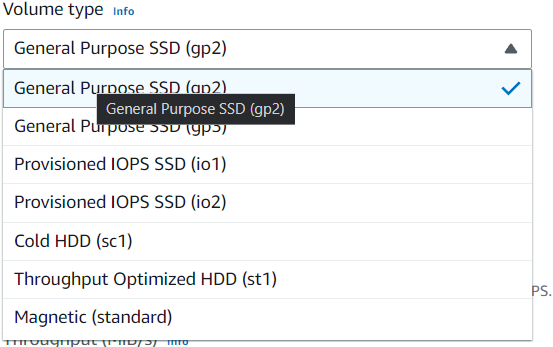 Volume type Info
General Purpose SSD (gp2)
General Purpose SSD (gp2)
General Purpose SSD (gp2)
General Purpose SSD (gp3)
Provisioned IOPS SSD (io1)
Provisioned IOPS SSD (io2)
Cold HDD (sc1)
Throughput Optimized HDD (st1)
PS.
Magnetic (standard)
Throughput (MiB/s) Info